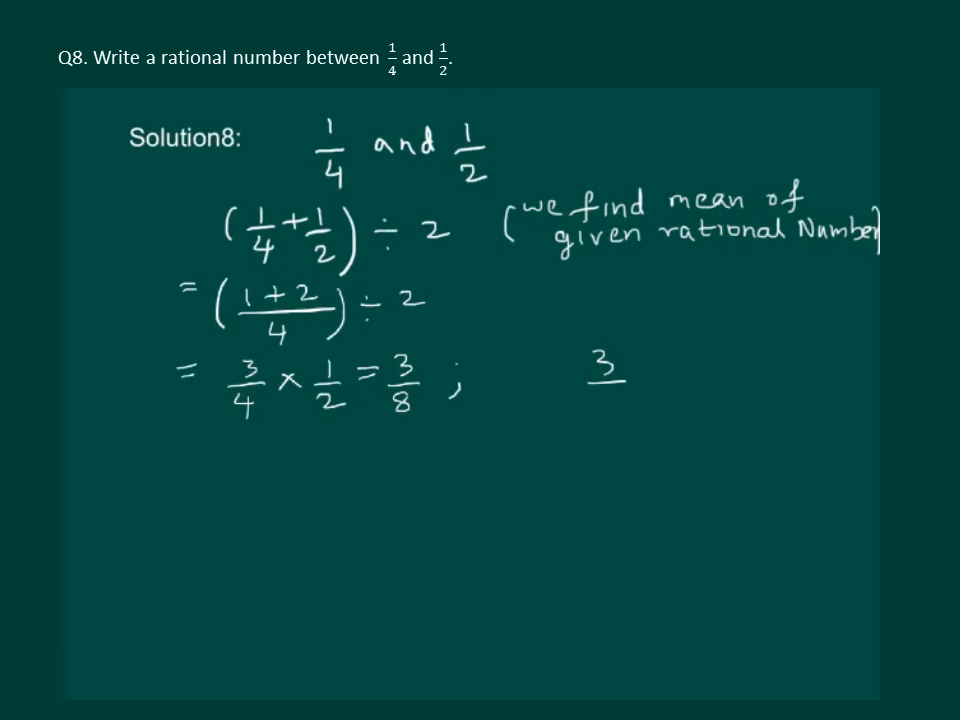 Q8. Write a rational number between 1/4 and 1/2.
Solution8: 1/4 and 1/2
(1/4 + 1/2) ÷ 2 (we find mean of
given rational Number)
= (1+2/4) ÷ 2
= 3/4 × 1/2 = 3/8 ; 3/